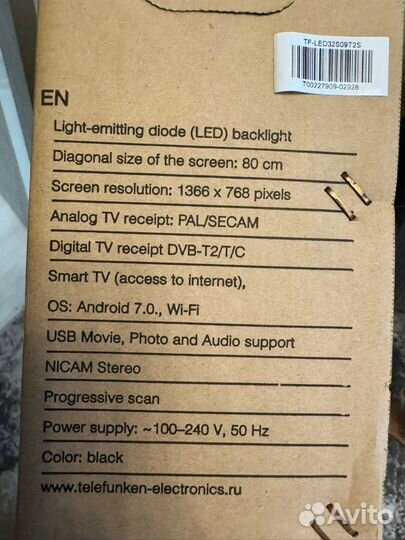 TF-LED32S09T2S
T00227909-02928
EN
Light-emitting diode (LED) backlight
Diagonal size of the screen: 80 cm
Screen resolution: 1366 x 768 pixels
Analog TV receipt: PAL/SECAM
Digital TV receipt DVB-T2/T/C
Smart TV (access to internet),
OS: Android 7.0., Wi-Fi
USB Movie, Photo and Audio support
NICAM Stereo
Progressive scan
Power supply: ~100–240 V, 50 Hz
Color: black
www.telefunken-electronics.ru
Avito